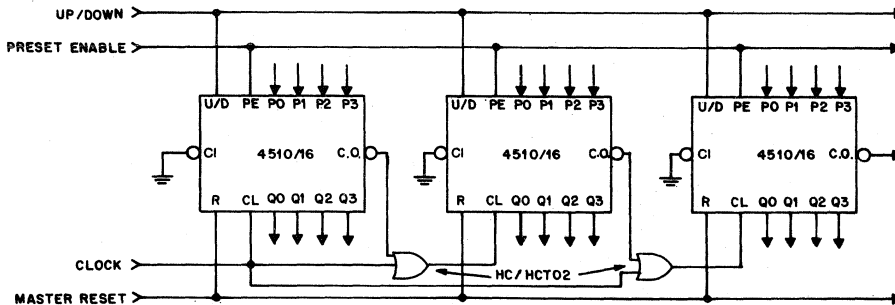 UP/DOWN
PRESET ENABLE
U/D PE P0 P1 P2 P3
U/D PE P0 P1 P2 P3
U/D PE P0 P1 P2 P3
CI 4510/16 C.O.
CI 4510/16 C.O.
CI 4510/16 C.O.
R CL Q0 Q1 Q2 Q3
R CL Q0 Q1 Q2 Q3
R CL Q0 Q1 Q2 Q3
CLOCK
HC/HCT02
MASTER RESET